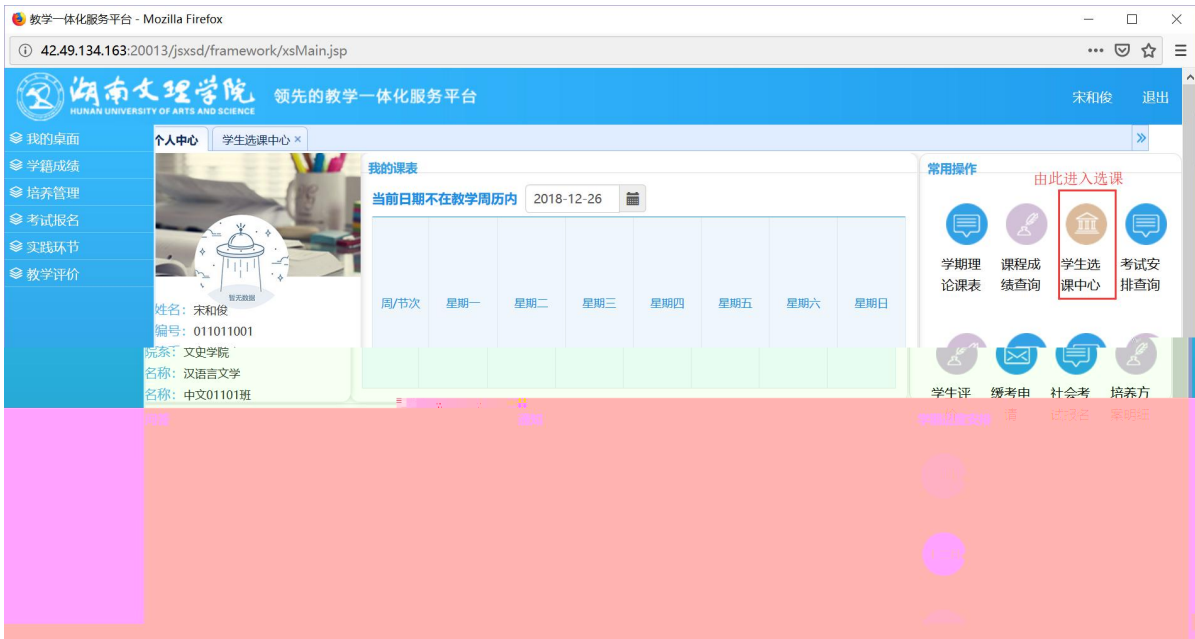 教学一体化服务平台 - Mozilla Firefox
42.49.134.163:20013/jsxsd/framework/xsMain.jsp
湖南文理学院
HUNAN UNIVERSITY OF ARTS AND SCIENCE
领先的教学一体化服务平台
宋和俊 退出
我的桌面
学籍成绩
培养管理
考试报名
实践环节
教学评价
个人中心 学生选课中心 ×
暂无数据
姓名：宋和俊
编号：011011001
院系：文史学院
名称：汉语言文学
名称：中文01101班
我的课表
当前日期不在教学周历内 2018-12-26
周/节次 星期一 星期二 星期三 星期四 星期五 星期六 星期日
常用操作
由此进入选课
学期理论课表
课程成绩查询
学生选课中心
考试安排查询
学生评
缓考申请
社会考试报名
培养方案明细